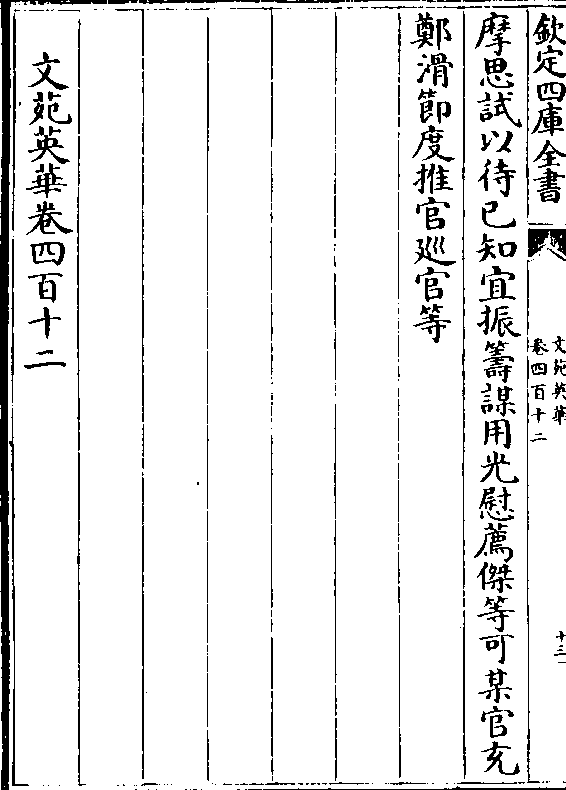 欽定四庫全書
文苑英華
卷四百十二
十三
摩思試以待已知宜振籌謀用光慰薦傑等可某官充
鄭滑節度推官廵官等
文苑英華卷四百十二